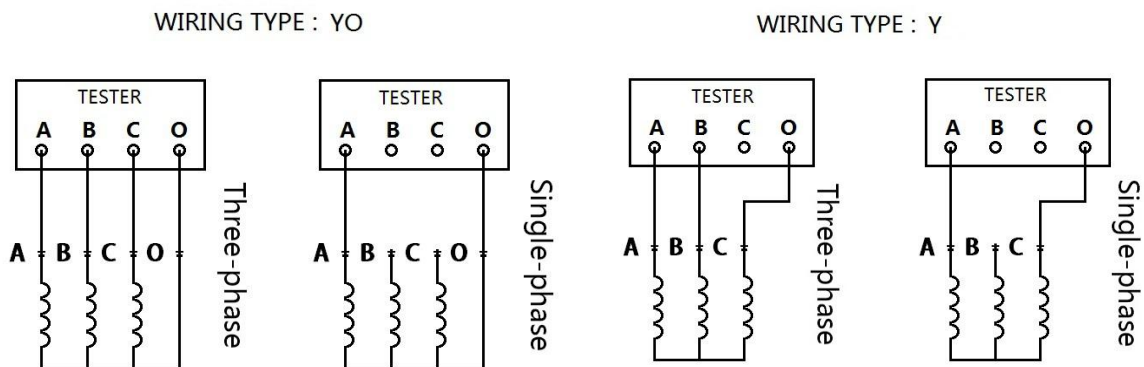 WIRING TYPE : YO
WIRING TYPE : Y
TESTER
A B C O
A B C O
Three-phase
TESTER
A B C O
A B C O
Single-phase
TESTER
A B C O
A B C
Three-phase
TESTER
A B C O
A B C
Single-phase